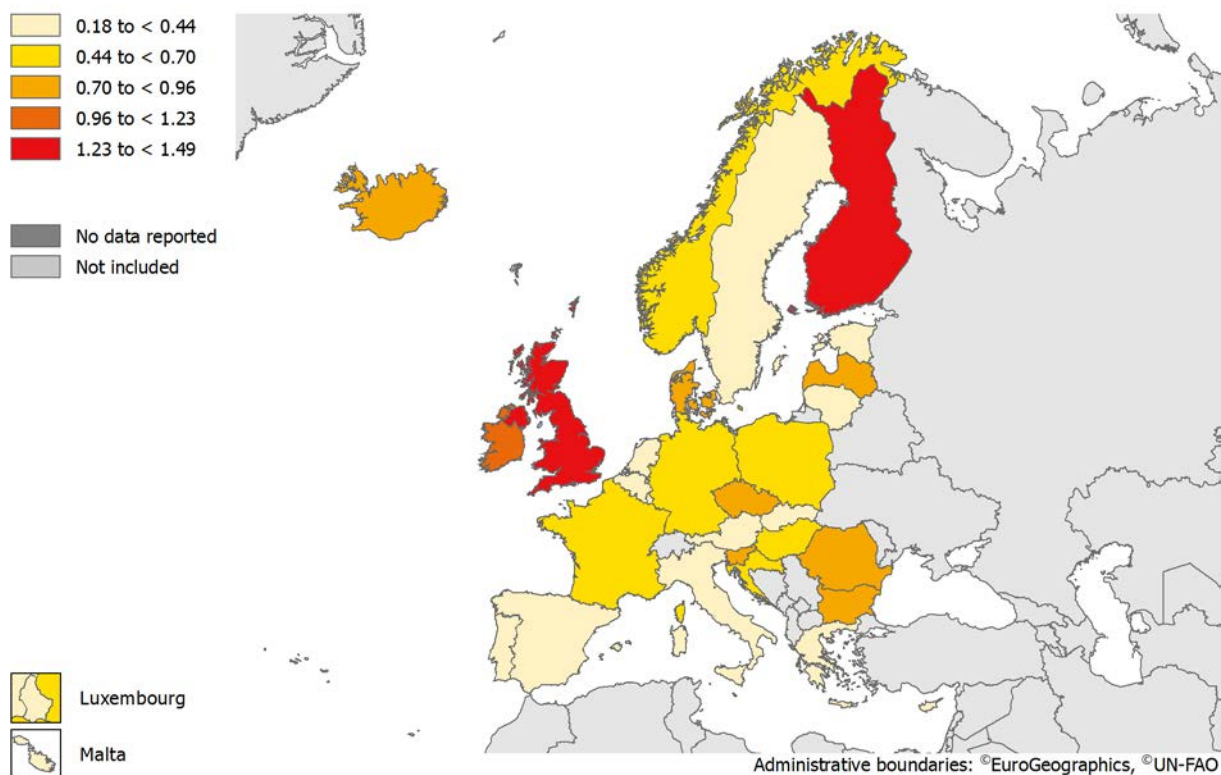 0.18 to < 0.44
0.44 to < 0.70
0.70 to < 0.96
0.96 to < 1.23
1.23 to < 1.49
No data reported
Not included
Luxembourg
Malta
Administrative boundaries: ©EuroGeographics, ©UN-FAO